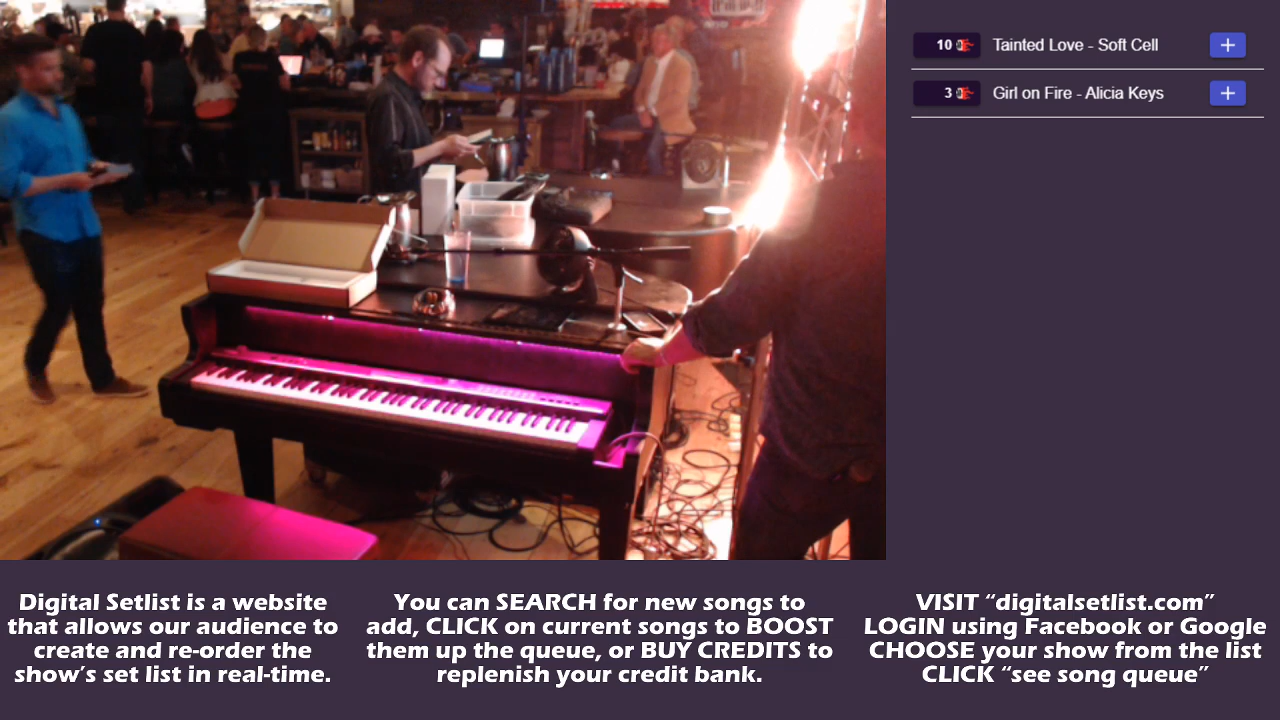 10 Tainted Love - Soft Cell +
3 Girl on Fire - Alicia Keys +
Digital Setlist is a website
that allows our audience to
create and re-order the
show's set list in real-time.
You can SEARCH for new songs to
add, CLICK on current songs to BOOST
them up the queue, or BUY CREDITS to
replenish your credit bank.
VISIT “digitalsetlist.com”
LOGIN using Facebook or Google
CHOOSE your show from the list
CLICK “see song queue”